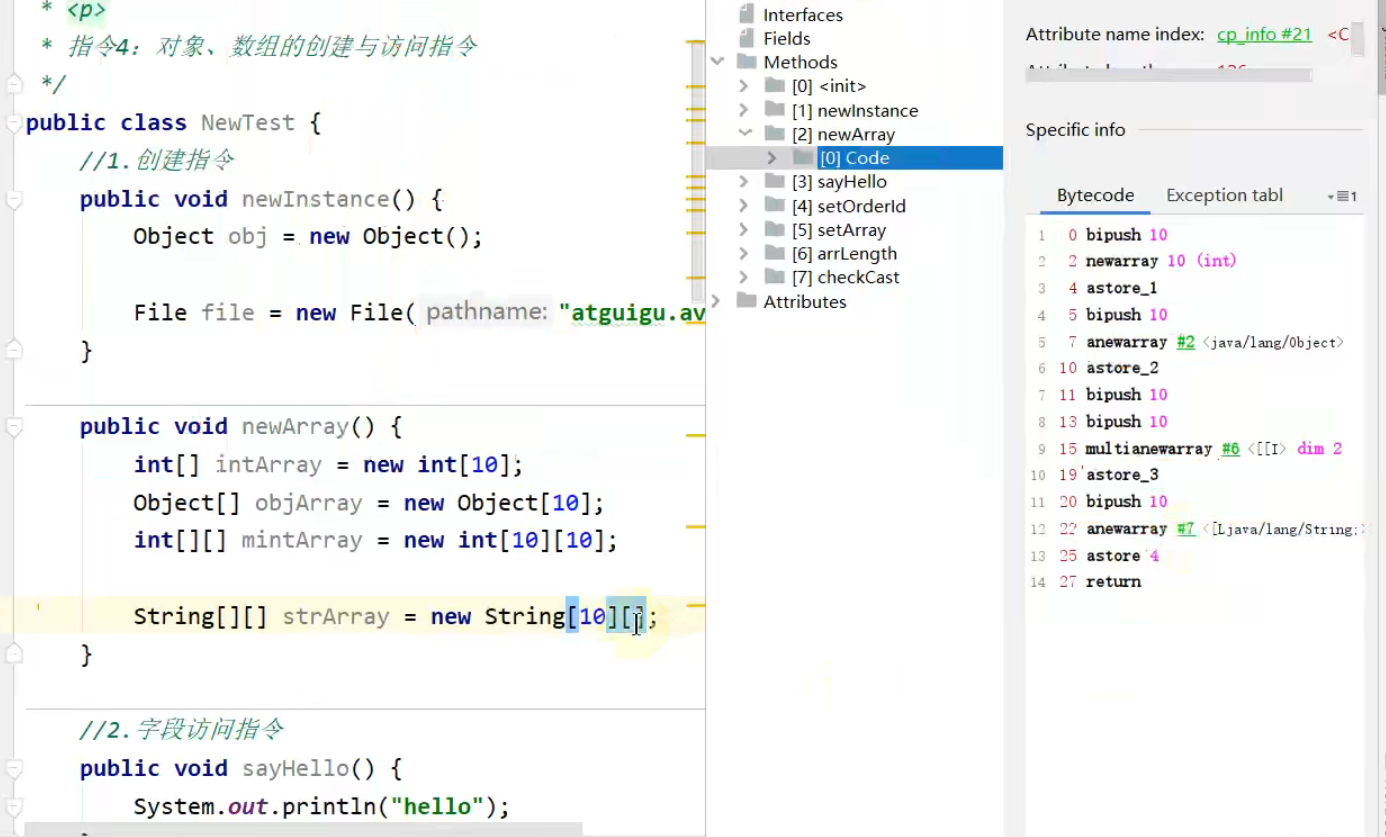 * <p>
* 指令4：对象、数组的创建与访问指令
*/
public class NewTest {
//1.创建指令
public void newInstance() {
Object obj = new Object();
File file = new File( pathname: "atguigu.av
}
public void newArray() {
int[] intArray = new int[10];
Object[] objArray = new Object[10];
int[][] mintArray = new int[10][10];
String[][] strArray = new String[10][];
}
//2.字段访问指令
public void sayHello() {
System.out.println("hello");
Interfaces
Fields
Methods
[0] <init>
[1] newInstance
[2] newArray
[0] Code
[3] sayHello
[4] setOrderId
[5] setArray
[6] arrLength
[7] checkCast
Attributes
Attribute name index: cp_info #21 <C
Specific info
Bytecode Exception tabl 1
1 0 bipush 10
2 2 newarray 10 (int)
3 4 astore_1
4 5 bipush 10
5 7 anewarray #2 <java/lang/Object>
6 10 astore_2
7 11 bipush 10
8 13 bipush 10
9 15 multianewarray #6 <[[I> dim 2
10 19 astore_3
11 20 bipush 10
12 22 anewarray #7 <[Ljava/lang/String;>
13 25 astore 4
14 27 return